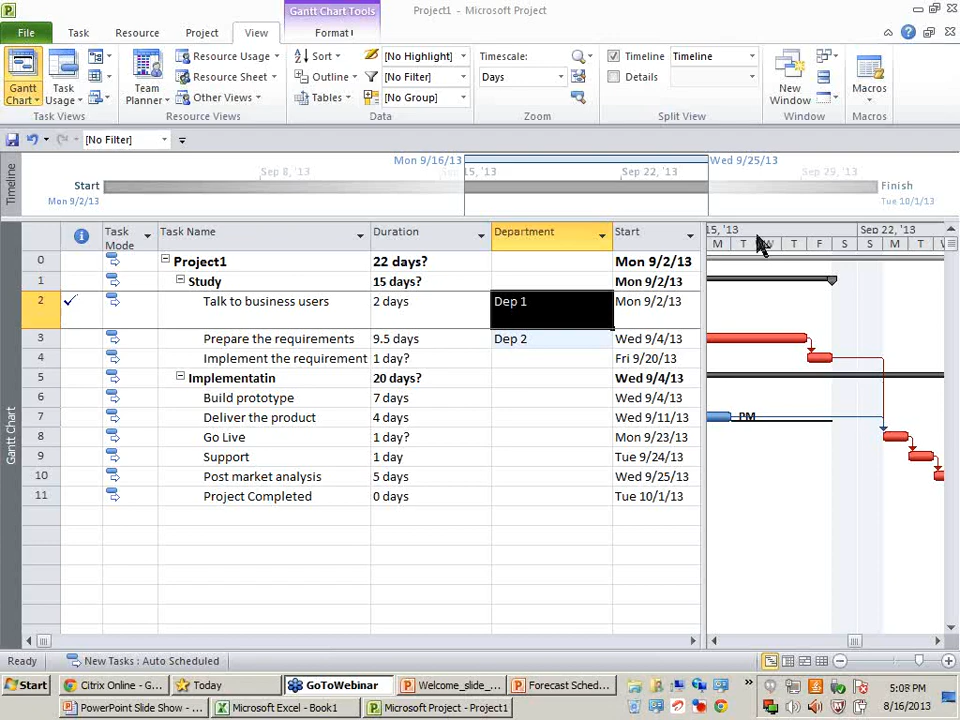 Gantt Chart Tools
Project1 - Microsoft Project
File
Task
Resource
Project
View
Format
Gantt
Chart
Task
Usage
Task Views
Team
Planner
Resource Usage
Resource Sheet
Other Views
Resource Views
Sort
Outline
Tables
[No Highlight]
[No Filter]
[No Group]
Data
Timescale:
Days
Zoom
Timeline
Timeline
Details
Split View
New
Window
Window
Macros
Macros
[No Filter]
Timeline
Mon 9/16/13
Wed 9/25/13
Sep 8, '13
15, '13
Sep 22, '13
Sep 29, '13
Start
Mon 9/2/13
Finish
Tue 10/1/13
Task Mode
Task Name
Duration
Department
Start
15, '13
Sep 22, '13
M T W T F S S M T W
0 Project1 22 days? Mon 9/2/13
1 Study 15 days? Mon 9/2/13
2 Talk to business users 2 days Dep 1 Mon 9/2/13
3 Prepare the requirements 9.5 days Dep 2 Wed 9/4/13
4 Implement the requirement 1 day? Fri 9/20/13
5 Implementatin 20 days? Wed 9/4/13
6 Build prototype 7 days Wed 9/4/13
7 Deliver the product 4 days Wed 9/11/13 PM
8 Go Live 1 day? Mon 9/23/13
9 Support 1 day Tue 9/24/13
10 Post market analysis 5 days Wed 9/25/13
11 Project Completed 0 days Tue 10/1/13
Gantt Chart
Ready
New Tasks : Auto Scheduled
Start
Citrix Online - G...
Today
GoToWebinar
Welcome_slide_...
Forecast Sched...
PowerPoint Slide Show - ...
Microsoft Excel - Book1
Microsoft Project - Project1
5:08 PM
8/16/2013